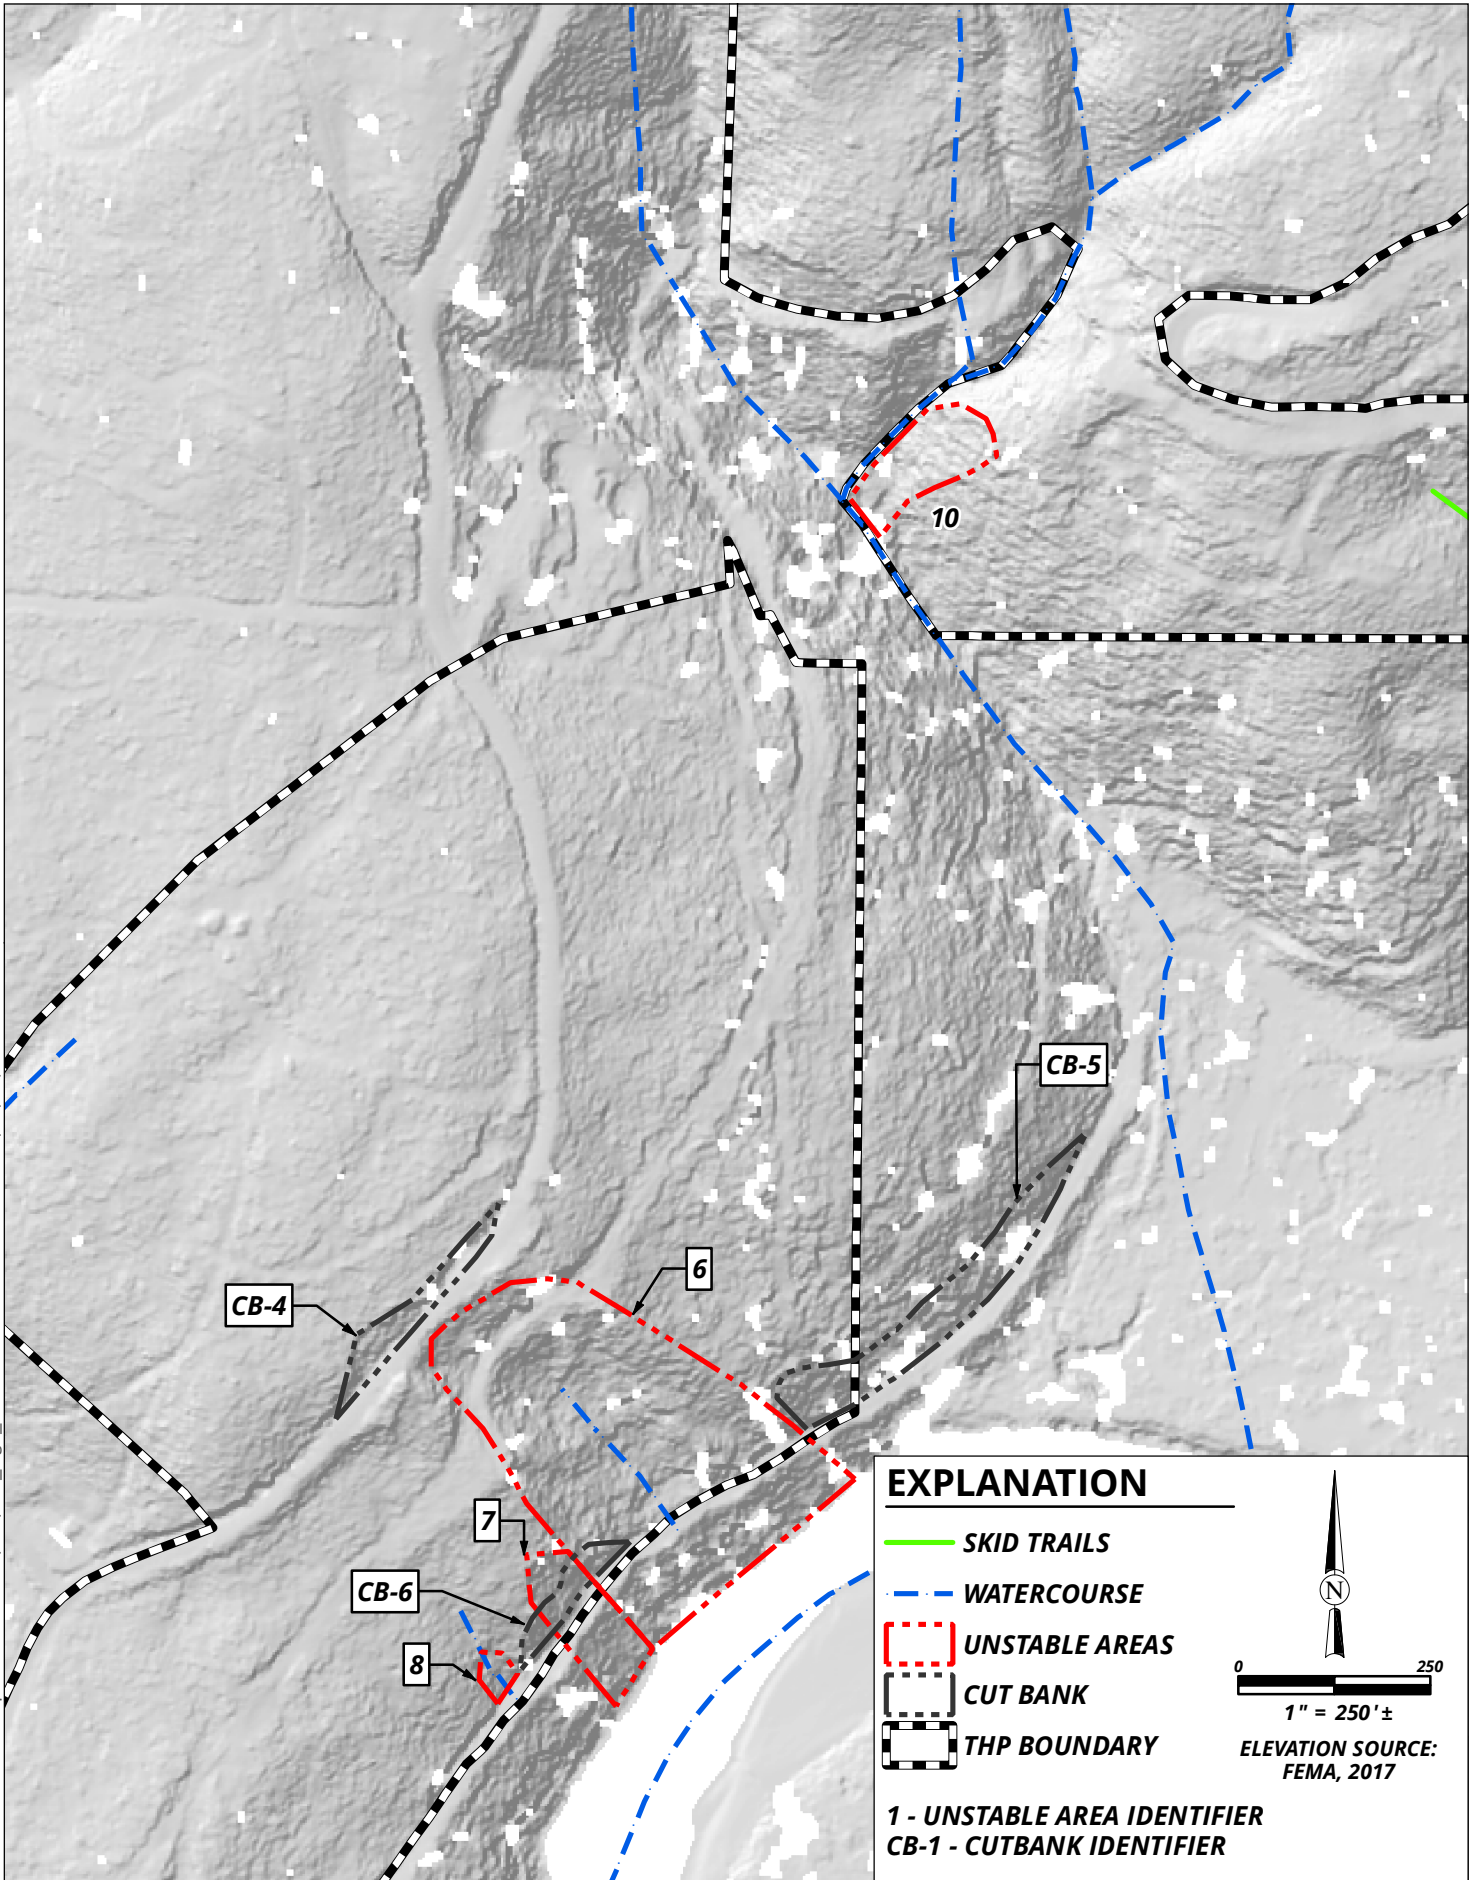 10
CB-5
6
CB-4
7
CB-6
8
EXPLANATION
SKID TRAILS
WATERCOURSE
UNSTABLE AREAS
CUT BANK
THP BOUNDARY
N
0 250
1" = 250'±
ELEVATION SOURCE:
FEMA, 2017
1 - UNSTABLE AREA IDENTIFIER
CB-1 - CUTBANK IDENTIFIER